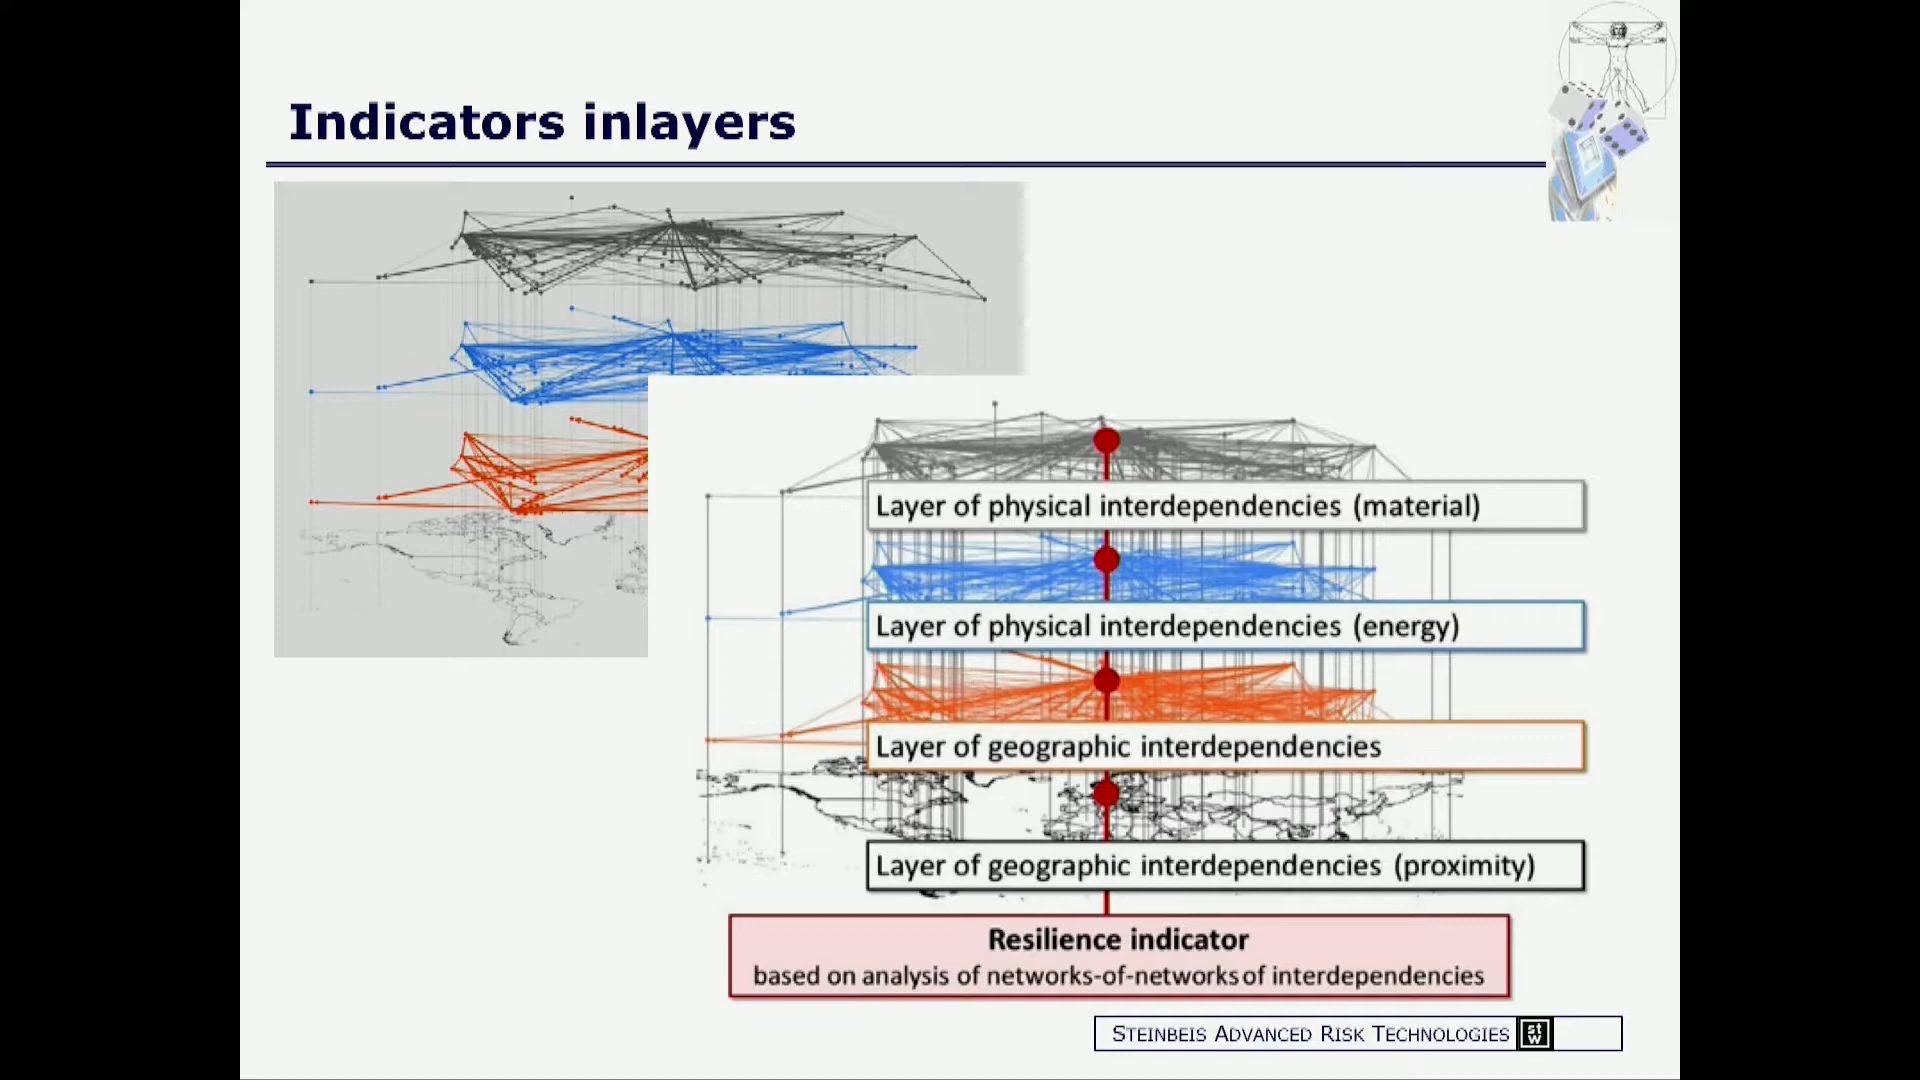 Indicators inlayers
Layer of physical interdependencies (material)
Layer of physical interdependencies (energy)
Layer of geographic interdependencies
Layer of geographic interdependencies (proximity)
Resilience indicator
based on analysis of networks-of-networks of interdependencies
STEINBEIS ADVANCED RISK TECHNOLOGIES
st
w